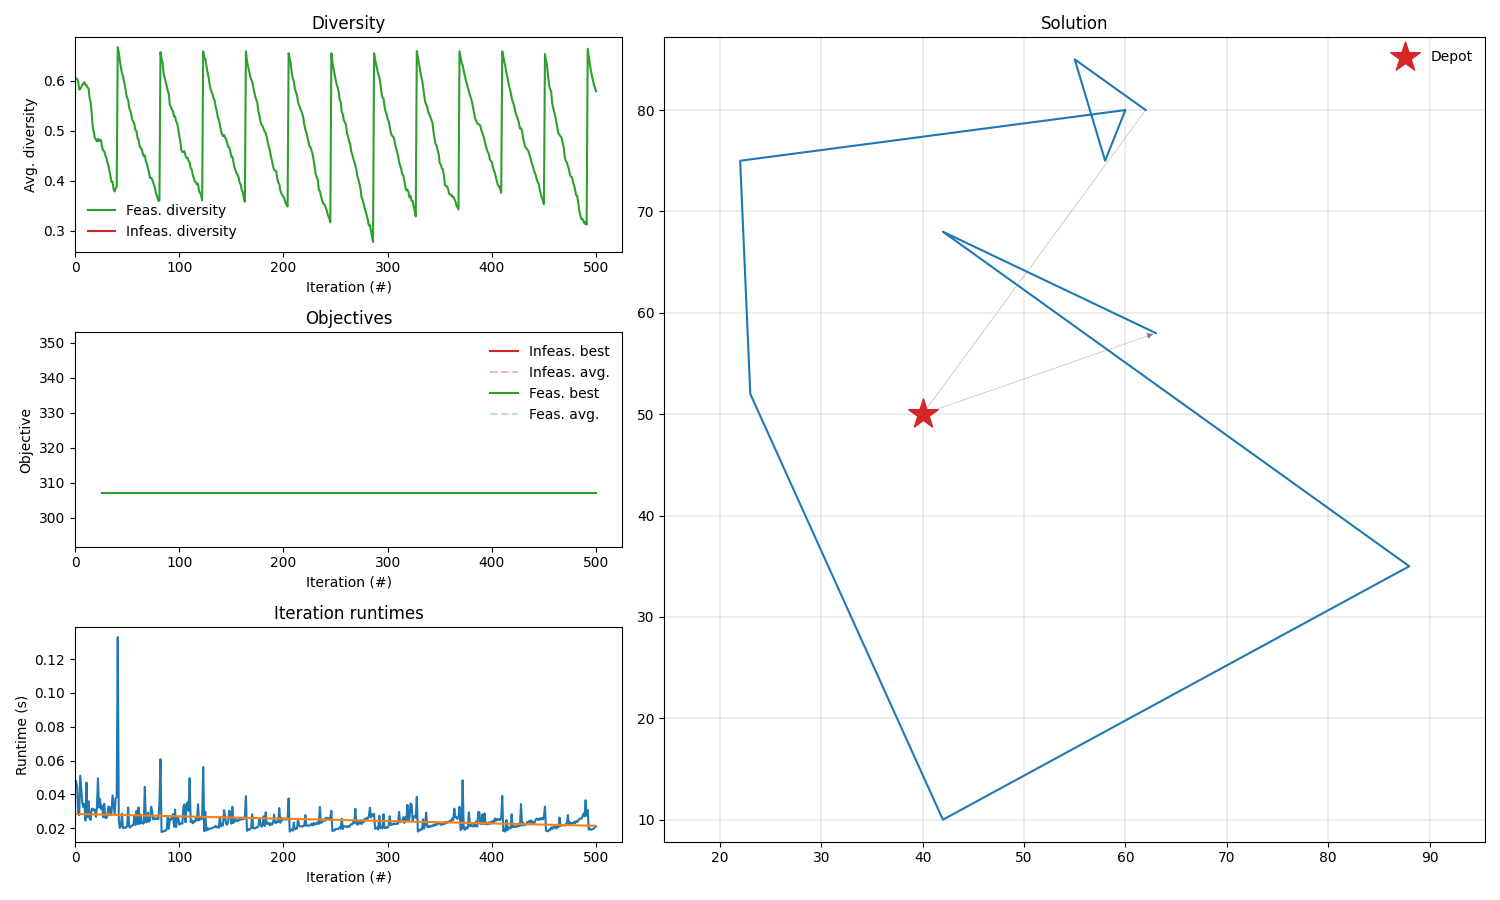 Diversity
Avg. diversity
0.6
0.5
0.4
0.3
Feas. diversity
Infeas. diversity
0 100 200 300 400 500
Iteration (#)
Objectives
Objective
350
340
330
320
310
300
Infeas. best
Infeas. avg.
Feas. best
Feas. avg.
0 100 200 300 400 500
Iteration (#)
Iteration runtimes
Runtime (s)
0.12
0.10
0.08
0.06
0.04
0.02
0 100 200 300 400 500
Iteration (#)
Solution
Depot
80
70
60
50
40
30
20
10
20 30 40 50 60 70 80 90